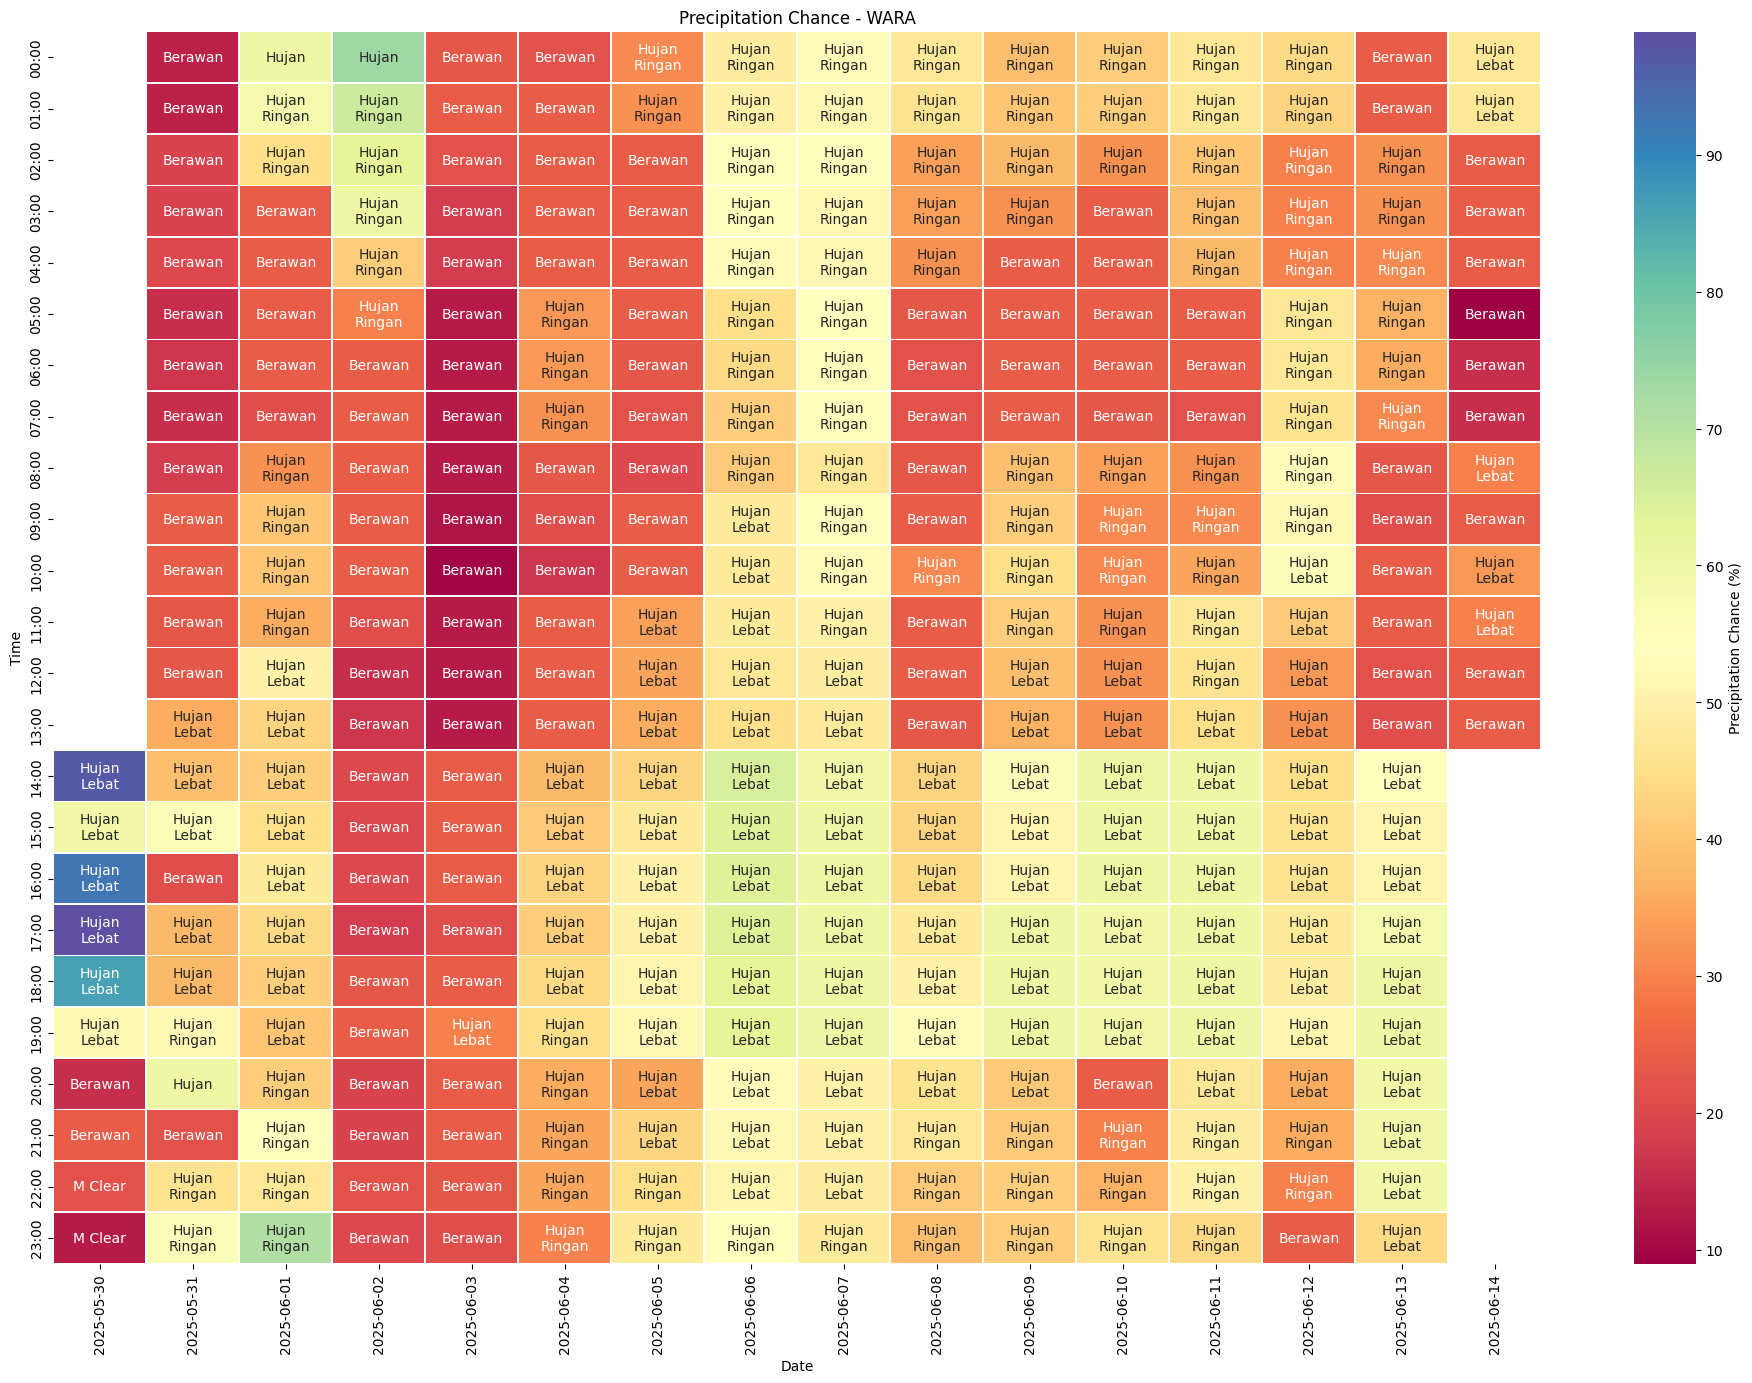 Precipitation Chance - WARA
00:00 Berawan Hujan Hujan Berawan Berawan Hujan Ringan Hujan Ringan Hujan Ringan Hujan Ringan Hujan Ringan Hujan Ringan Hujan Ringan Hujan Ringan Berawan Hujan Lebat
01:00 Berawan Hujan Ringan Hujan Ringan Berawan Berawan Hujan Ringan Hujan Ringan Hujan Ringan Hujan Ringan Hujan Ringan Hujan Ringan Hujan Ringan Hujan Ringan Berawan Hujan Lebat
02:00 Berawan Hujan Ringan Hujan Ringan Berawan Berawan Berawan Hujan Ringan Hujan Ringan Hujan Ringan Hujan Ringan Hujan Ringan Hujan Ringan Hujan Ringan Hujan Ringan Berawan
03:00 Berawan Berawan Hujan Ringan Berawan Berawan Berawan Hujan Ringan Hujan Ringan Hujan Ringan Hujan Ringan Berawan Hujan Ringan Hujan Ringan Hujan Ringan Berawan
04:00 Berawan Berawan Hujan Ringan Berawan Berawan Berawan Hujan Ringan Hujan Ringan Hujan Ringan Berawan Berawan Hujan Ringan Hujan Ringan Hujan Ringan Berawan
05:00 Berawan Berawan Hujan Ringan Berawan Hujan Ringan Berawan Hujan Ringan Hujan Ringan Berawan Berawan Berawan Berawan Hujan Ringan Hujan Ringan Berawan
06:00 Berawan Berawan Berawan Berawan Hujan Ringan Berawan Hujan Ringan Hujan Ringan Berawan Berawan Berawan Berawan Hujan Ringan Hujan Ringan Berawan
07:00 Berawan Berawan Berawan Berawan Hujan Ringan Berawan Hujan Ringan Hujan Ringan Berawan Berawan Berawan Berawan Hujan Ringan Hujan Ringan Berawan
08:00 Berawan Hujan Ringan Berawan Berawan Berawan Berawan Hujan Ringan Hujan Ringan Berawan Hujan Ringan Hujan Ringan Hujan Ringan Hujan Ringan Berawan Hujan Lebat
09:00 Berawan Hujan Ringan Berawan Berawan Berawan Berawan Hujan Lebat Hujan Ringan Berawan Hujan Ringan Hujan Ringan Hujan Ringan Hujan Ringan Berawan Berawan
10:00 Berawan Hujan Ringan Berawan Berawan Berawan Berawan Hujan Lebat Hujan Ringan Hujan Ringan Hujan Ringan Hujan Ringan Hujan Ringan Hujan Lebat Berawan Hujan Lebat
11:00 Berawan Hujan Ringan Berawan Berawan Berawan Hujan Lebat Hujan Lebat Hujan Ringan Berawan Hujan Ringan Hujan Ringan Hujan Ringan Hujan Lebat Berawan Hujan Lebat
12:00 Berawan Hujan Lebat Berawan Berawan Berawan Hujan Lebat Hujan Lebat Hujan Lebat Berawan Hujan Lebat Hujan Lebat Hujan Ringan Hujan Lebat Berawan Berawan
13:00 Hujan Lebat Hujan Lebat Berawan Berawan Berawan Hujan Lebat Hujan Lebat Hujan Lebat Berawan Hujan Lebat Hujan Lebat Hujan Lebat Hujan Lebat Berawan Berawan
14:00 Hujan Lebat Hujan Lebat Hujan Lebat Berawan Berawan Hujan Lebat Hujan Lebat Hujan Lebat Hujan Lebat Hujan Lebat Hujan Lebat Hujan Lebat Hujan Lebat Hujan Lebat Hujan Lebat
15:00 Hujan Lebat Hujan Lebat Hujan Lebat Berawan Berawan Hujan Lebat Hujan Lebat Hujan Lebat Hujan Lebat Hujan Lebat Hujan Lebat Hujan Lebat Hujan Lebat Hujan Lebat Hujan Lebat
16:00 Hujan Lebat Berawan Hujan Lebat Berawan Berawan Hujan Lebat Hujan Lebat Hujan Lebat Hujan Lebat Hujan Lebat Hujan Lebat Hujan Lebat Hujan Lebat Hujan Lebat Hujan Lebat
17:00 Hujan Lebat Hujan Lebat Hujan Lebat Berawan Berawan Hujan Lebat Hujan Lebat Hujan Lebat Hujan Lebat Hujan Lebat Hujan Lebat Hujan Lebat Hujan Lebat Hujan Lebat Hujan Lebat
18:00 Hujan Lebat Hujan Lebat Hujan Lebat Berawan Berawan Hujan Lebat Hujan Lebat Hujan Lebat Hujan Lebat Hujan Lebat Hujan Lebat Hujan Lebat Hujan Lebat Hujan Lebat Hujan Lebat
19:00 Hujan Lebat Hujan Ringan Hujan Lebat Berawan Hujan Lebat Hujan Ringan Hujan Lebat Hujan Lebat Hujan Lebat Hujan Lebat Hujan Lebat Hujan Lebat Hujan Lebat Hujan Lebat Hujan Lebat
20:00 Berawan Hujan Hujan Ringan Berawan Berawan Hujan Ringan Hujan Lebat Hujan Lebat Hujan Lebat Hujan Lebat Hujan Lebat Berawan Hujan Lebat Hujan Lebat Hujan Lebat
21:00 Berawan Berawan Hujan Ringan Berawan Berawan Hujan Ringan Hujan Lebat Hujan Lebat Hujan Lebat Hujan Ringan Hujan Ringan Hujan Ringan Hujan Ringan Hujan Ringan Hujan Lebat
22:00 M Clear Hujan Ringan Hujan Ringan Berawan Berawan Hujan Ringan Hujan Ringan Hujan Lebat Hujan Lebat Hujan Ringan Hujan Ringan Hujan Ringan Hujan Ringan Hujan Ringan Hujan Lebat
23:00 M Clear Hujan Ringan Hujan Ringan Berawan Berawan Hujan Ringan Hujan Ringan Hujan Ringan Hujan Ringan Hujan Ringan Hujan Ringan Hujan Ringan Hujan Ringan Berawan Hujan Lebat
Time
2025-05-30 2025-05-31 2025-06-01 2025-06-02 2025-06-03 2025-06-04 2025-06-05 2025-06-06 2025-06-07 2025-06-08 2025-06-09 2025-06-10 2025-06-11 2025-06-12 2025-06-13 2025-06-14
Date
90
80
70
60
50
40
30
20
10
Precipitation Chance (%)